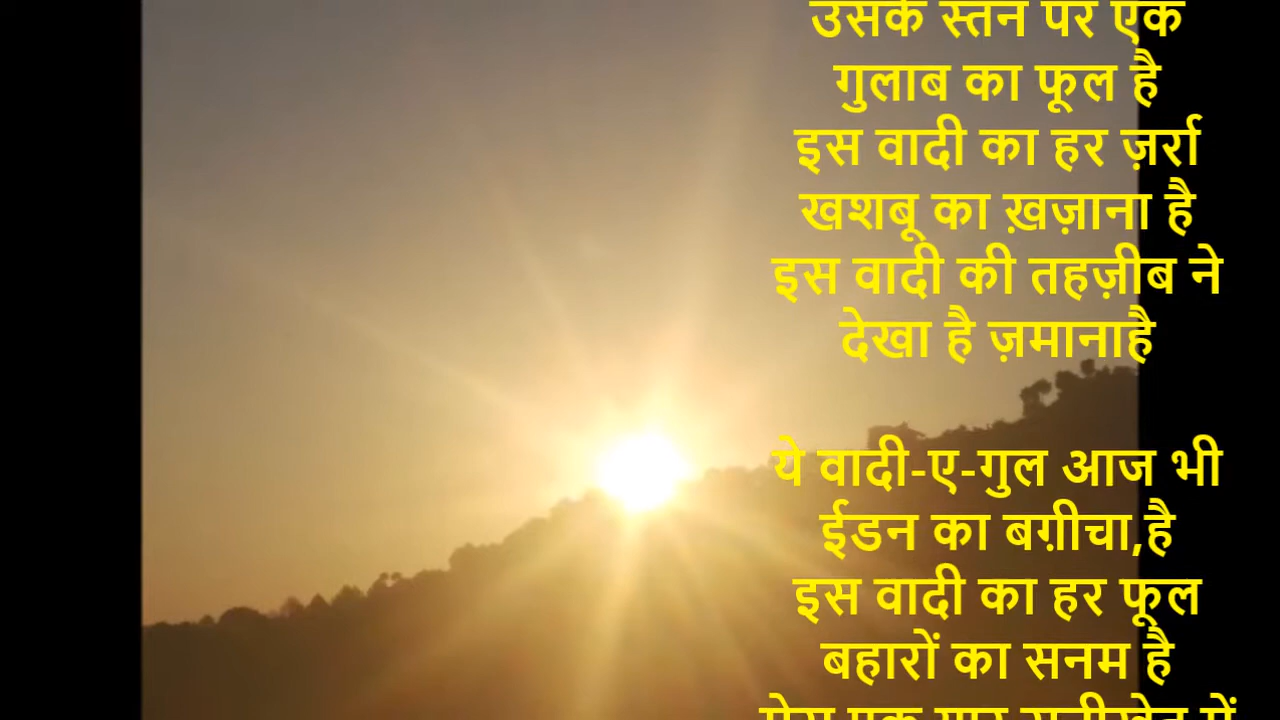 उसके स्तन पर एक
गुलाब का फूल है
इस वादी का हर ज़र्रा
खशबू का ख़ज़ाना है
इस वादी की तहज़ीब ने
देखा है ज़मानाहै
ये वादी-ए-गुल आज भी
ईडन का बग़ीचा,है
इस वादी का हर फूल
बहारों का सनम है